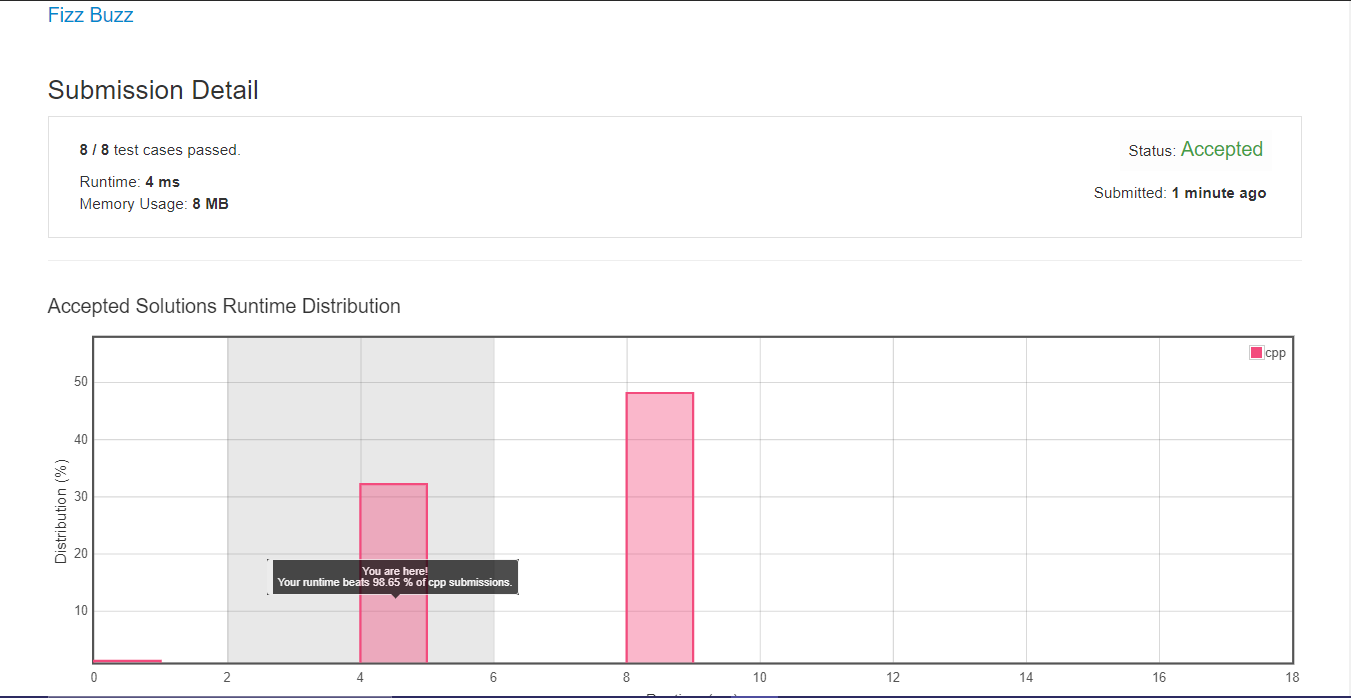 Fizz Buzz
Submission Detail
8 / 8 test cases passed.
Status: Accepted
Runtime: 4 ms
Memory Usage: 8 MB
Submitted: 1 minute ago
Accepted Solutions Runtime Distribution
cpp
Distribution (%)
50
40
30
20
10
You are here!
Your runtime beats 98.65 % of cpp submissions.
0 2 4 6 8 10 12 14 16 18